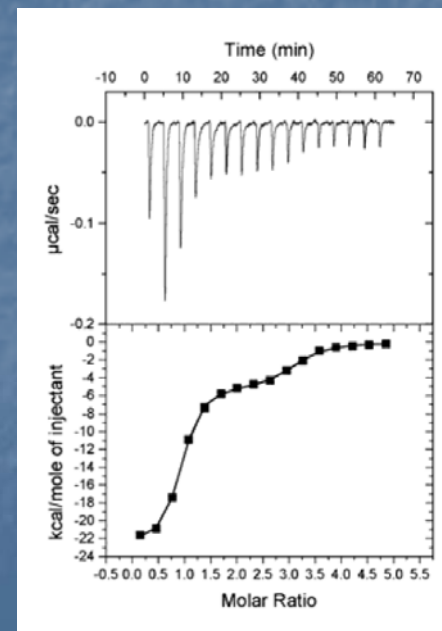 Time (min)
-10 0 10 20 30 40 50 60 70
0.0
-0.1
-0.2
µcal/sec
0
-2
-4
-6
-8
-10
-12
-14
-16
-18
-20
-22
-24
kcal/mole of injectant
-0.5 0.0 0.5 1.0 1.5 2.0 2.5 3.0 3.5 4.0 4.5 5.0 5.5
Molar Ratio